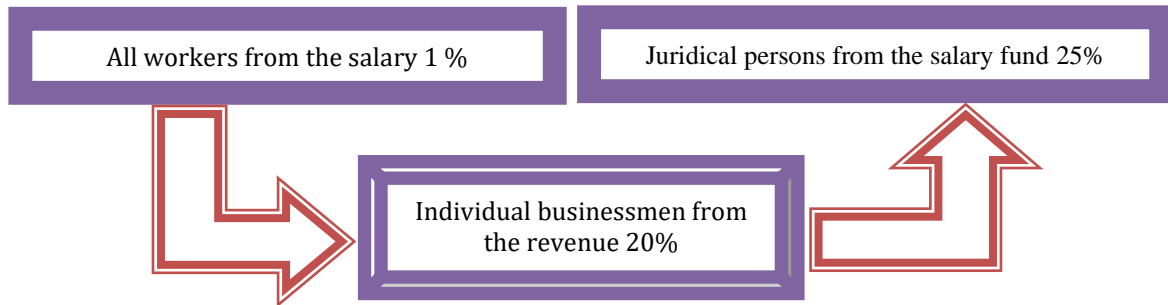 All workers from the salary 1 %
Juridical persons from the salary fund 25%
Individual businessmen from
the revenue 20%